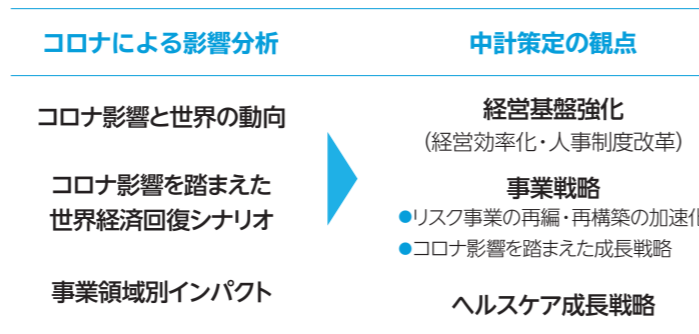 コロナによる影響分析
コロナ影響と世界の動向
コロナ影響を踏まえた
世界経済回復シナリオ
事業領域別インパクト
中計策定の観点
経営基盤強化
（経営効率化・人事制度改革）
事業戦略
●リスク事業の再編・再構築の加速化
●コロナ影響を踏まえた成長戦略
ヘルスケア成長戦略